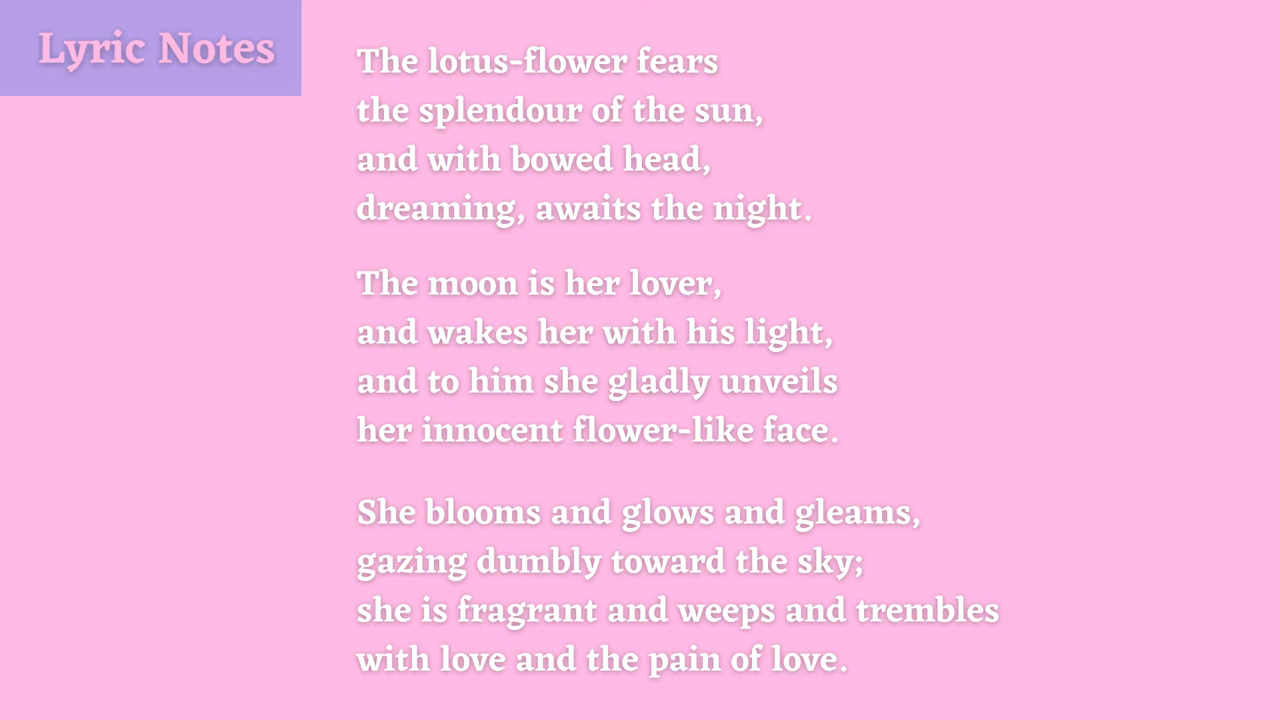 Lyric Notes
The lotus-flower fears
the splendour of the sun,
and with bowed head,
dreaming, awaits the night.
The moon is her lover,
and wakes her with his light,
and to him she gladly unveils
her innocent flower-like face.
She blooms and glows and gleams,
gazing dumbly toward the sky;
she is fragrant and weeps and trembles
with love and the pain of love.